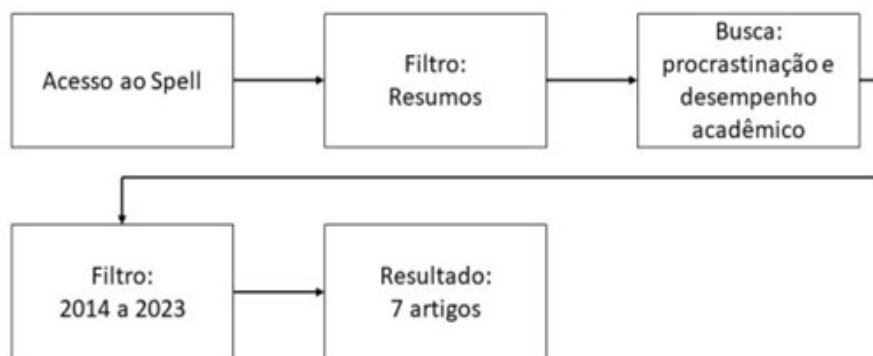 Acesso ao Spell
Filtro:
Resumos
Busca:
procrastinação e
desempenho
acadêmico
Filtro:
2014 a 2023
Resultado:
7 artigos